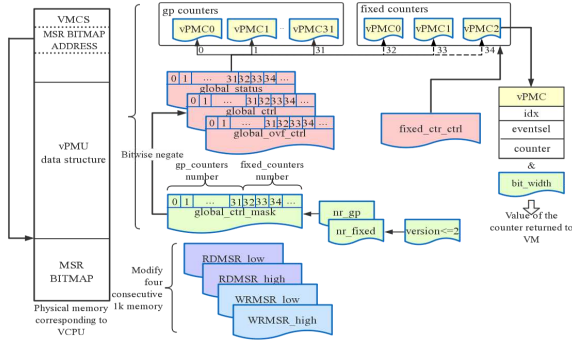 VMCS
MSR BITMAP
ADDRESS
vPMU
data structure
MSR
BITMAP
Physical memory
corresponding to
VCPU
gp counters
vPMC0
vPMC1
...
vPMC31
0
1
31
fixed counters
vPMC0
vPMC1
vPMC2
32
33
34
0 1 ... 31 32 33 34 ...
global_status
0 1 ... 31 32 33 34 ...
global_ctrl
0 1 ... 31 32 33 34 ...
global_ovf_ctrl
Bitwise negate
gp_counters
number
fixed_counters
number
0 1 ... 31 32 33 34 ...
global_ctrl_mask
nr_gp
nr_fixed
version<=2
fixed_ctr_ctrl
vPMC
idx
eventsel
counter
&
bit_width
Value of the
counter returned to
VM
Modify
four
consecutive
1k memory
RDMSR_low
RDMSR_high
WRMSR_low
WRMSR_high